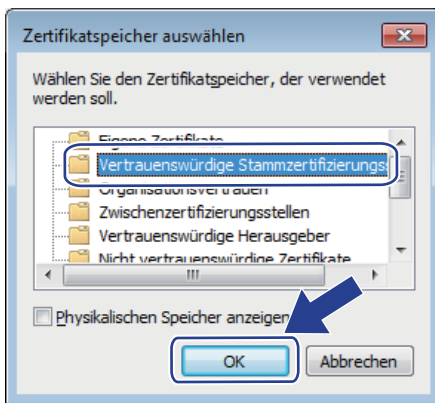 Zertifikatspeicher auswählen
Wählen Sie den Zertifikatspeicher, der verwendet
werden soll.
Eigene Zertifikate
Vertrauenswürdige Stammzertifizierungs
Organisationsvertrauen
Zwischenzertifizierungsstellen
Vertrauenswürdige Herausgeber
Nicht vertrauenswürdige Zertifikate
Physikalischen Speicher anzeigen
OK
Abbrechen